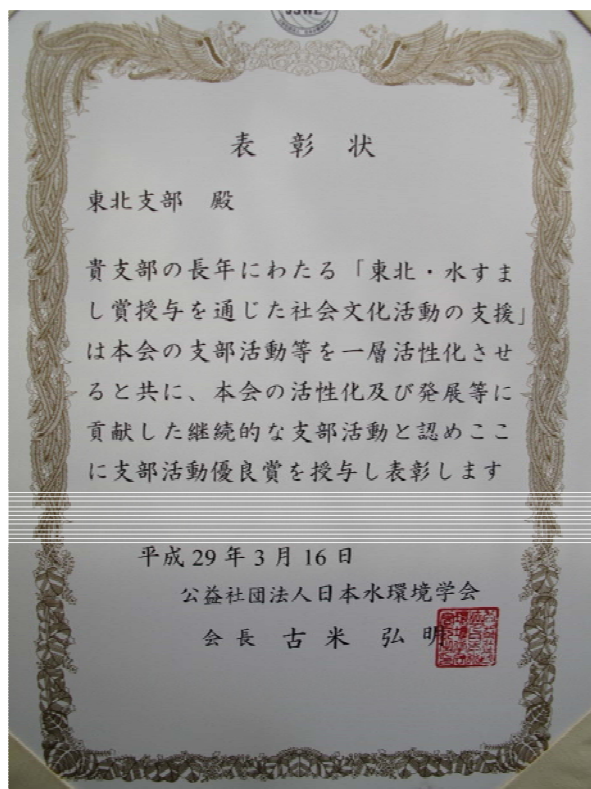 表彰状
東北支部 殿
貴支部の長年にわたる「東北・水すま
し賞授与を通じた社会文化活動の支援」
は本会の支部活動等を一層活性化させ
ると共に、本会の活性化及び発展等に
貢献した継続的な支部活動と認めここ
に支部活動優良賞を授与し表彰します
平成29年3月16日
公益社団法人日本水環境学会
会長 古米 弘明